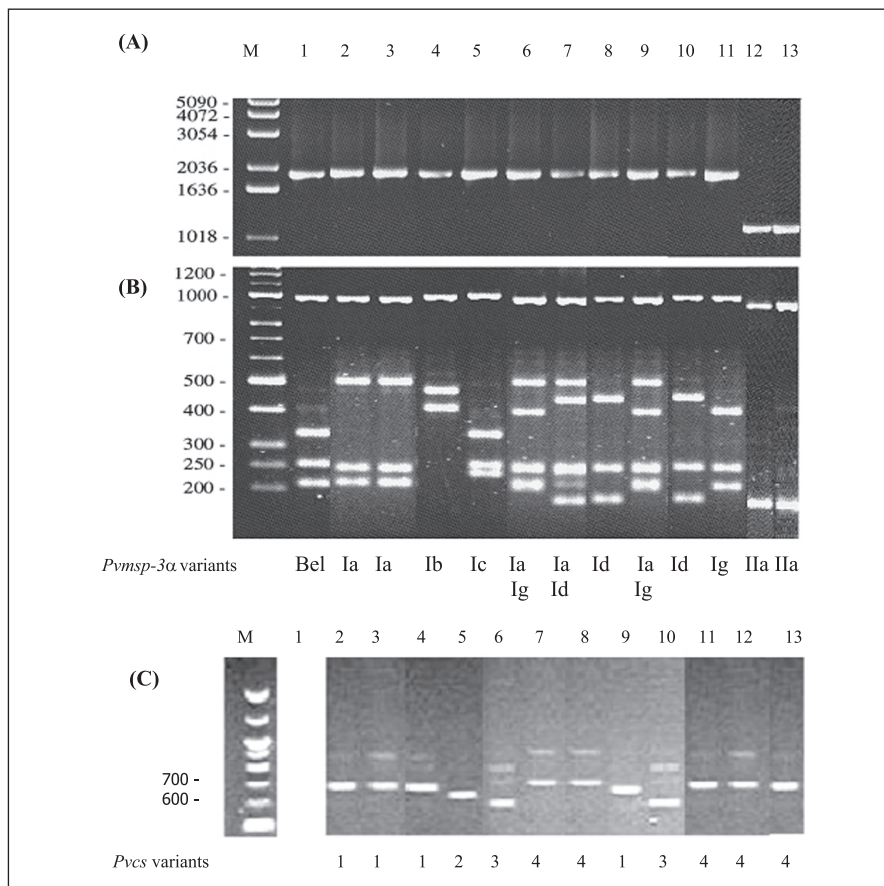 (A)
M 1 2 3 4 5 6 7 8 9 10 11 12 13
5090 -
4072 -
3054 -
2036 -
1636 -
1018 -
(B)
1200 -
1000 -
700 -
500 -
400 -
300 -
250 -
200 -
Pvmsp-3α variants Bel Ia Ia Ib Ic Ia Ia Id Ia Id Ig IIa IIa
Ig Id Ig
M 1 2 3 4 5 6 7 8 9 10 11 12 13
(C)
700 -
600 -
Pvcs variants 1 1 1 2 3 4 4 1 3 4 4 4